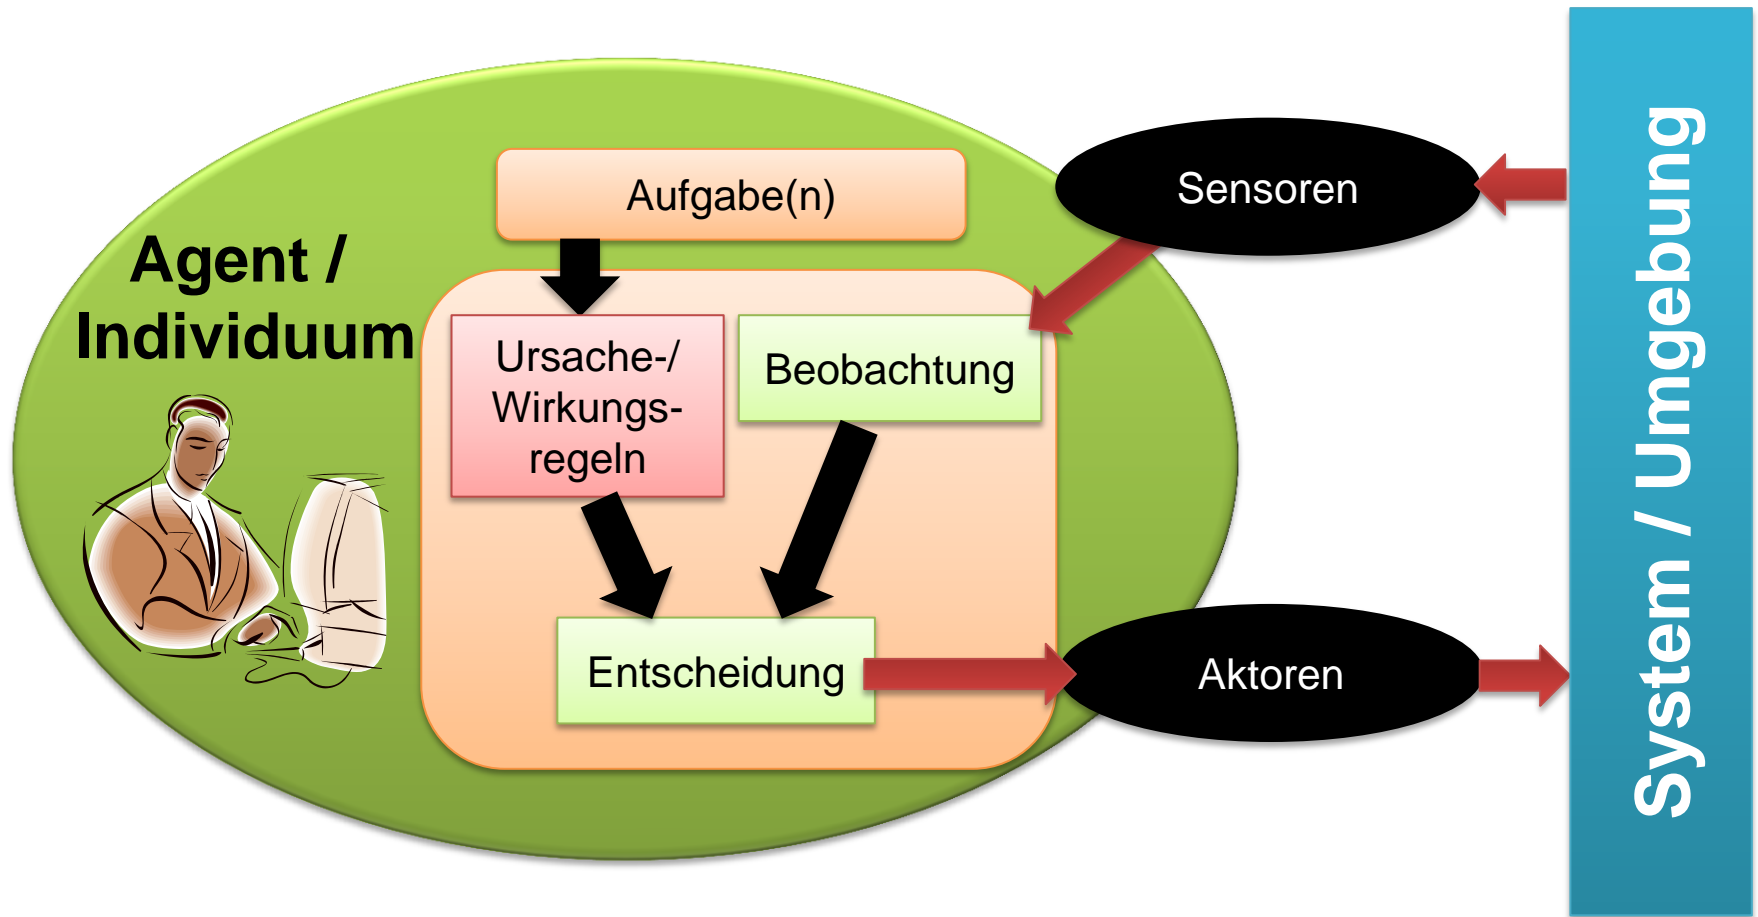 Agent /
Individuum
Aufgabe(n)
Ursache-/
Wirkungs-
regeln
Beobachtung
Entscheidung
Sensoren
Aktoren
System / Umgebung